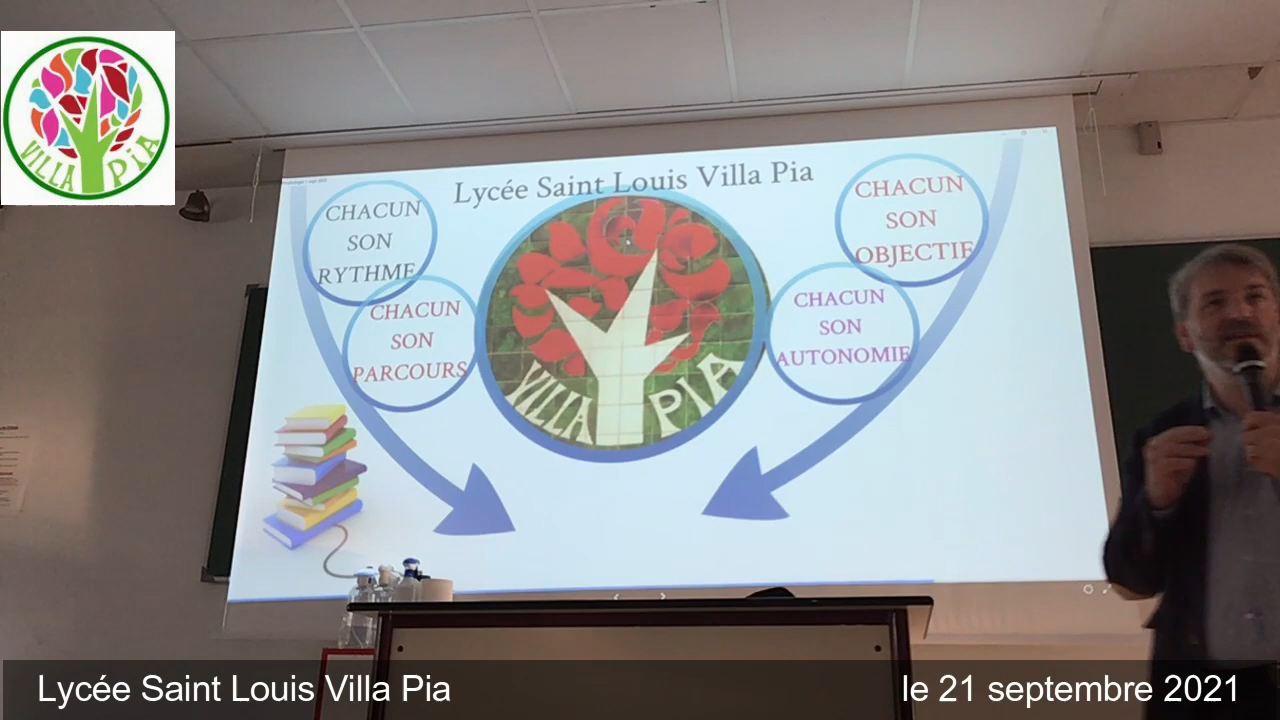 VILLA PIA
Lycée Saint Louis Villa Pia
CHACUN
SON
RYTHME
CHACUN
SON
PARCOURS
CHACUN
SON
OBJECTIF
CHACUN
SON
AUTONOMIE
VILLA PIA
Lycée Saint Louis Villa Pia
le 21 septembre 2021